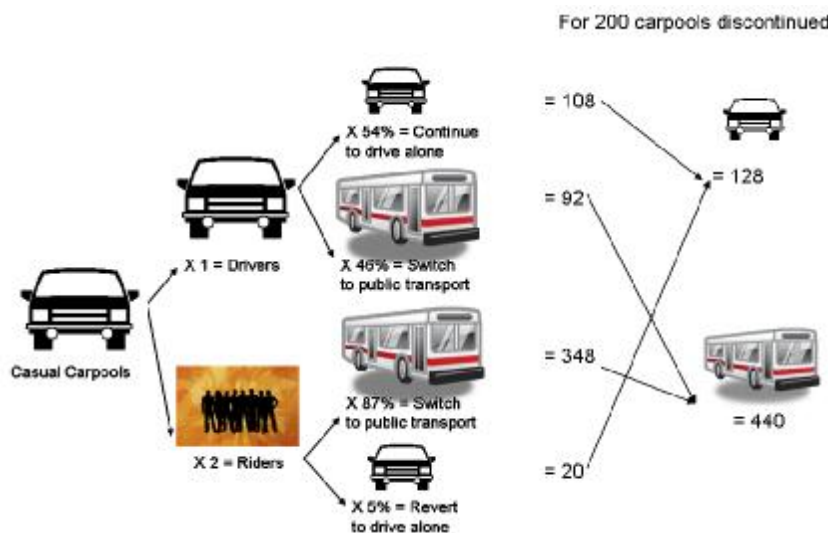 For 200 carpools discontinued
= 108
X 54% = Continue
to drive alone
= 128
= 92
X 1 = Drivers
X 46% = Switch
to public transport
= 348
Casual Carpools
X 87% = Switch
to public transport
= 440
X 2 = Riders
= 20
X 5% = Revert
to drive alone